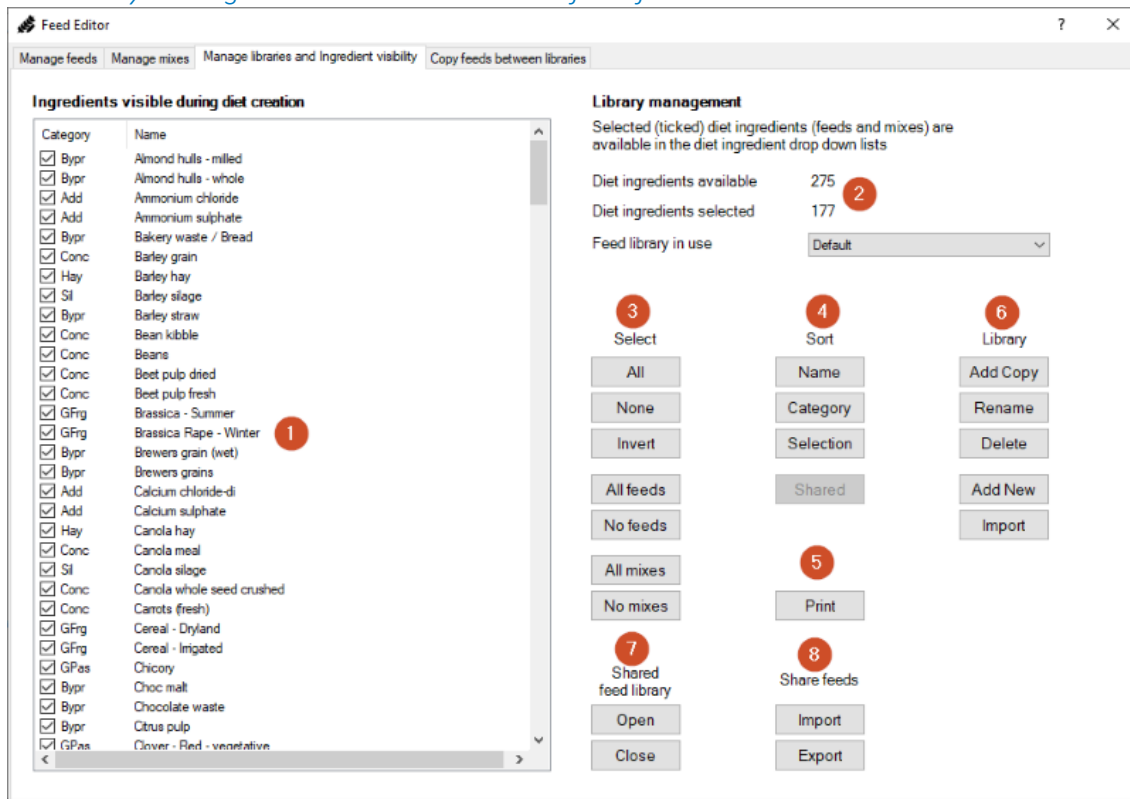 Feed Editor
? ×
Manage feeds Manage mixes Manage libraries and Ingredient visibility Copy feeds between libraries
Ingredients visible during diet creation
Category Name
Bypr Almond hulls - milled
Bypr Almond hulls - whole
Add Ammonium chloride
Add Ammonium sulphate
Bypr Bakery waste / Bread
Conc Barley grain
Hay Barley hay
Sil Barley silage
Bypr Barley straw
Conc Bean kibble
Conc Beans
Conc Beet pulp dried
Conc Beet pulp fresh
GFrg Brassica - Summer
GFrg Brassica Rape - Winter
1
Bypr Brewers grain (wet)
Bypr Brewers grains
Add Calcium chloride-di
Add Calcium sulphate
Hay Canola hay
Conc Canola meal
Sil Canola silage
Conc Canola whole seed crushed
Conc Carrots (fresh)
GFrg Cereal - Dryland
GFrg Cereal - Irrigated
GPas Chicory
Bypr Choc malt
Bypr Chocolate waste
Bypr Citrus pulp
GPas Clover - Red - vegetative
Library management
Selected (ticked) diet ingredients (feeds and mixes) are
available in the diet ingredient drop down lists
Diet ingredients available 275
2
Diet ingredients selected 177
Feed library in use Default
3 4 6
Select Sort Library
All Name Add Copy
None Category Rename
Invert Selection Delete
All feeds Shared Add New
No feeds Import
All mixes 5
No mixes Print
7 8
Shared
feed library Share feeds
Open Import
Close Export